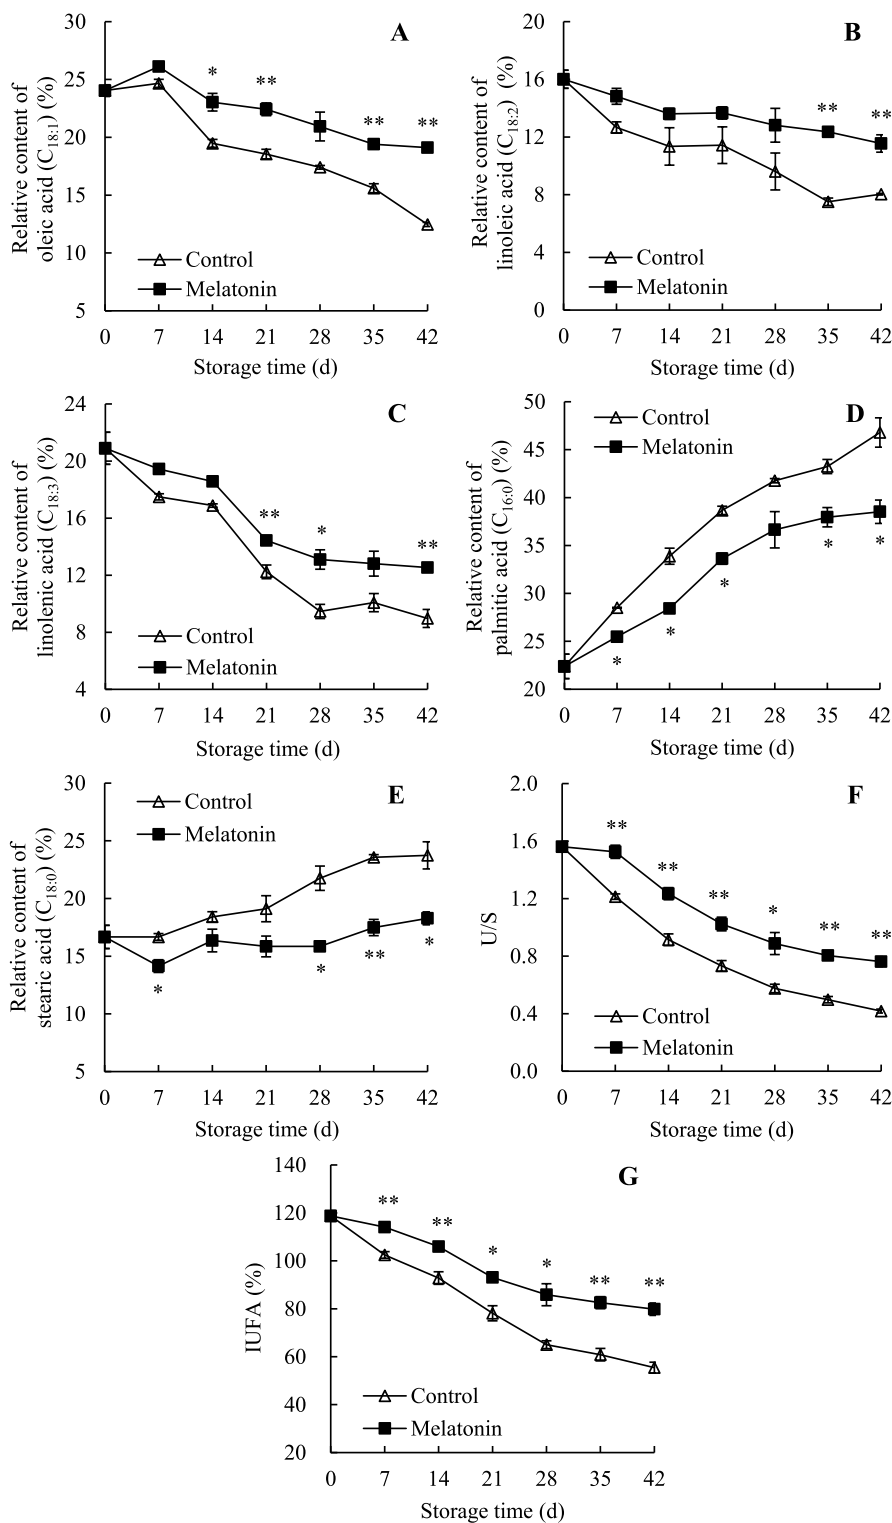 A
Relative content of
oleic acid (C18:1) (%)
30
25
20
15
10
5
*
**
**
**
Control
Melatonin
0 7 14 21 28 35 42
Storage time (d)
B
Relative content of
linoleic acid (C18:2) (%)
20
16
12
8
4
0
**
**
Control
Melatonin
0 7 14 21 28 35 42
Storage time (d)
C
Relative content of
linolenic acid (C18:3) (%)
24
20
16
12
8
4
**
*
**
Control
Melatonin
0 7 14 21 28 35 42
Storage time (d)
D
Relative content of
palmitic acid (C16:0) (%)
50
45
40
35
30
25
20
Control
Melatonin
*
*
*
*
*
0 7 14 21 28 35 42
Storage time (d)
E
Relative content of
stearic acid (C18:0) (%)
30
25
20
15
10
5
Control
Melatonin
*
*
**
*
0 7 14 21 28 35 42
Storage time (d)
F
U/S
2.0
1.6
1.2
0.8
0.4
0.0
**
**
**
*
**
**
Control
Melatonin
0 7 14 21 28 35 42
Storage time (d)
G
IUFA (%)
140
120
100
80
60
40
20
**
**
*
*
**
**
Control
Melatonin
0 7 14 21 28 35 42
Storage time (d)